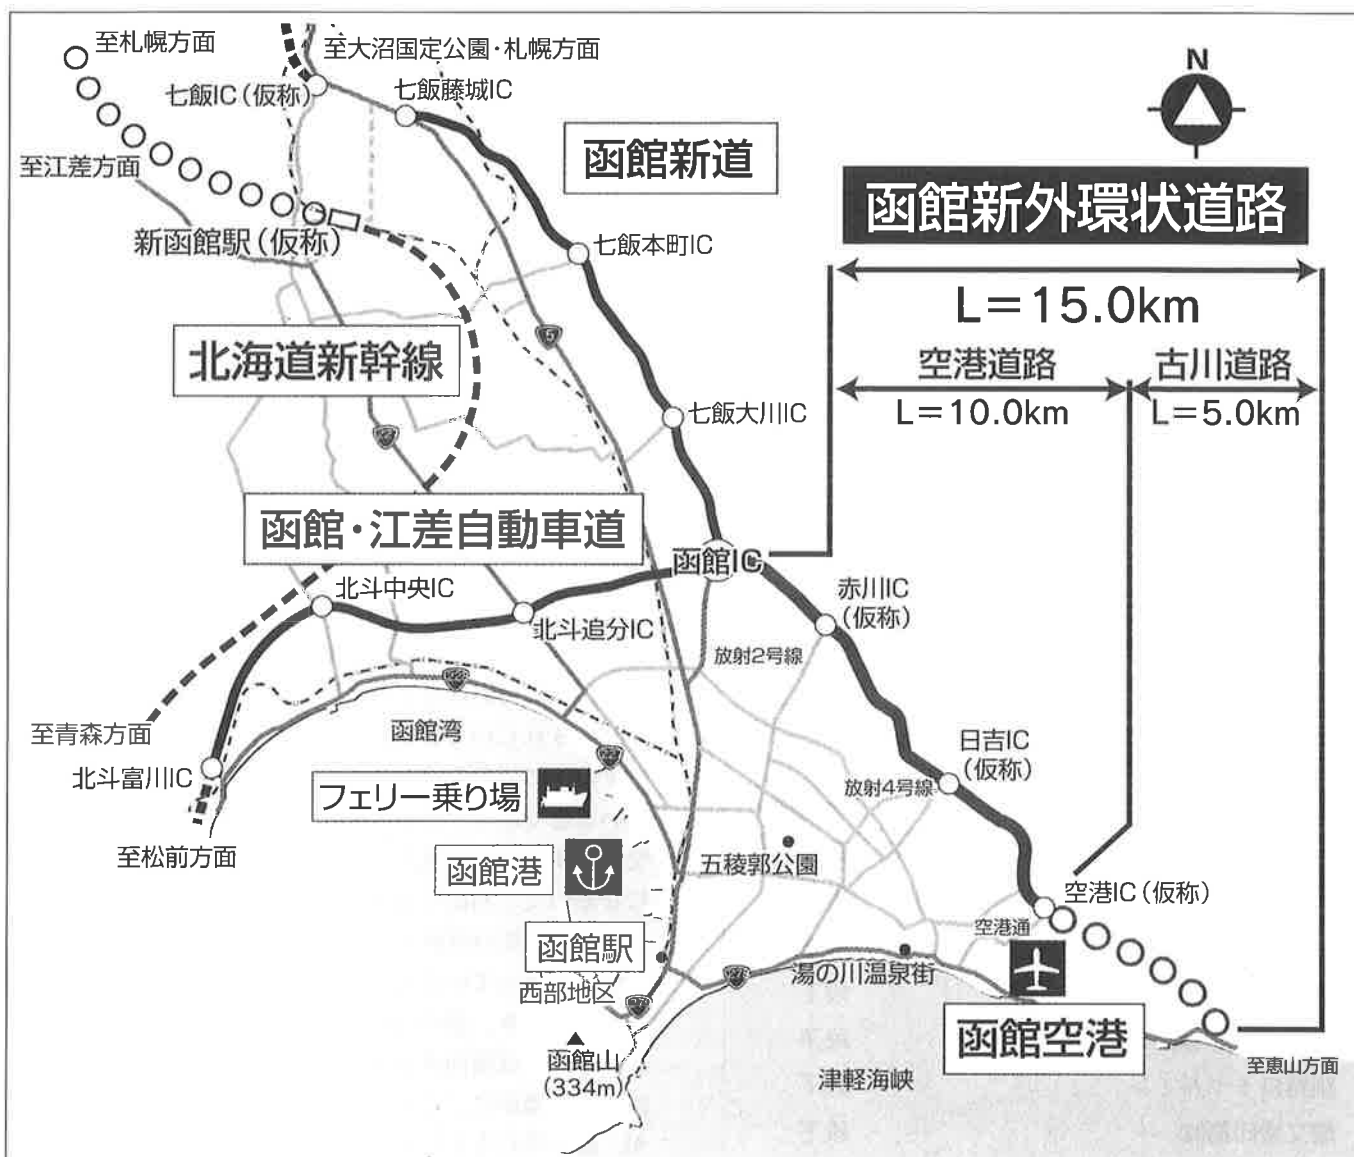 至札幌方面
至大沼国定公園・札幌方面
七飯IC（仮称）
七飯藤城IC
N
函館新道
至江差方面
函館新外環状道路
新函館駅（仮称）
七飯本町IC
L＝15.0km
5
北海道新幹線
空港道路
古川道路
L＝10.0km
L＝5.0km
七飯大川IC
函館・江差自動車道
函館IC
北斗中央IC
赤川IC
（仮称）
北斗追分IC
放射2号線
228
至青森方面
函館湾
日吉IC
（仮称）
北斗富川IC
放射4号線
フェリー乗り場
至松前方面
五稜郭公園
函館港
空港IC（仮称）
空港通
函館駅
湯の川温泉街
西部地区
函館空港
函館山
（334m）
津軽海峡
至恵山方面